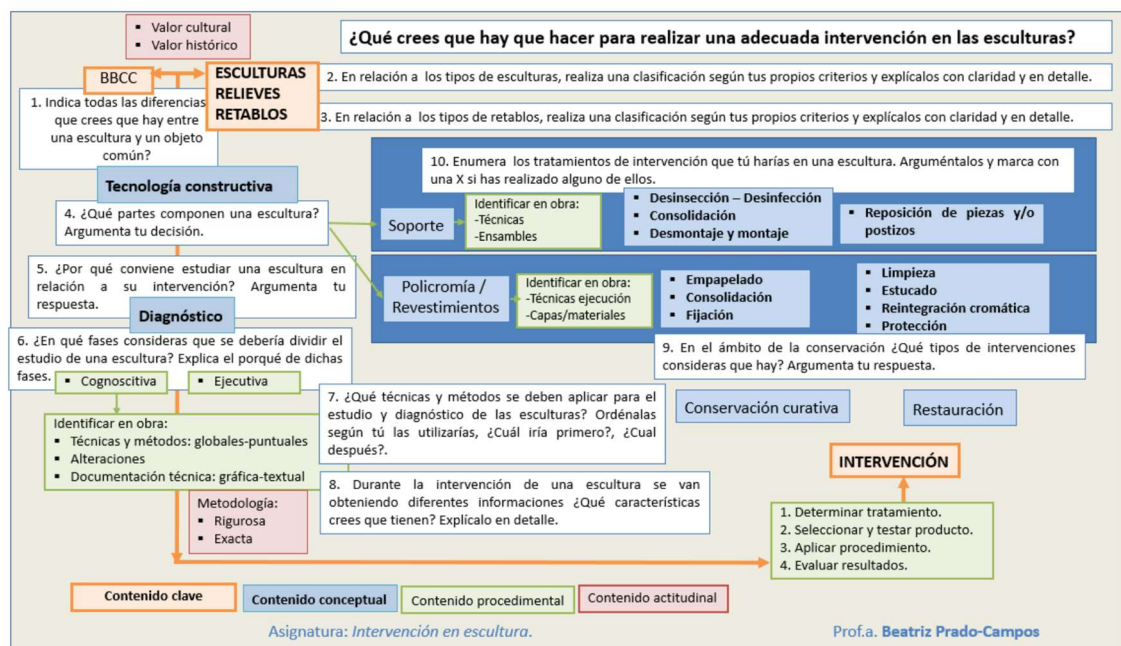 ▪ Valor cultural
▪ Valor histórico
¿Qué crees que hay que hacer para realizar una adecuada intervención en las esculturas?
BBCC
ESCULTURAS
RELIEVES
RETABLOS
2. En relación a los tipos de esculturas, realiza una clasificación según tus propios criterios y explícalos con claridad y en detalle.
1. Indica todas las diferencias
que crees que hay entre
una escultura y un objeto
común?
3. En relación a los tipos de retablos, realiza una clasificación según tus propios criterios y explícalos con claridad y en detalle.
10. Enumera los tratamientos de intervención que tú harías en una escultura. Arguméntalos y marca con
una X si has realizado alguno de ellos.
Tecnología constructiva
4. ¿Qué partes componen una escultura?
Argumenta tu decisión.
Soporte
Identificar en obra:
-Técnicas
-Ensambles
▪ Desinsección – Desinfección
▪ Consolidación
▪ Desmontaje y montaje
▪ Reposición de piezas y/o
postizos
5. ¿Por qué conviene estudiar una escultura en
relación a su intervención? Argumenta tu
respuesta.
Policromía /
Revestimientos
Identificar en obra:
-Técnicas ejecución
-Capas/materiales
▪ Empapelado
▪ Consolidación
▪ Fijación
▪ Limpieza
▪ Estucado
▪ Reintegración cromática
▪ Protección
Diagnóstico
6. ¿En qué fases consideras que se debería dividir el
estudio de una escultura? Explica el porqué de dichas
fases.
▪ Cognoscitiva
▪ Ejecutiva
9. En el ámbito de la conservación ¿Qué tipos de intervenciones
consideras que hay? Argumenta tu respuesta.
7. ¿Qué técnicas y métodos se deben aplicar para el
estudio y diagnóstico de las esculturas? Ordénalas
según tú las utilizarías, ¿Cuál iría primero?, ¿Cual
después?.
Conservación curativa
Restauración
Identificar en obra:
▪ Técnicas y métodos: globales-puntuales
▪ Alteraciones
▪ Documentación técnica: gráfica-textual
INTERVENCIÓN
8. Durante la intervención de una escultura se van
obteniendo diferentes informaciones ¿Qué características
crees que tienen? Explícalo en detalle.
Metodología:
▪ Rigurosa
▪ Exacta
1. Determinar tratamiento.
2. Seleccionar y testar producto.
3. Aplicar procedimiento.
4. Evaluar resultados.
Contenido clave
Contenido conceptual
Contenido procedimental
Contenido actitudinal
Asignatura: Intervención en escultura.
Prof.a. Beatriz Prado-Campos